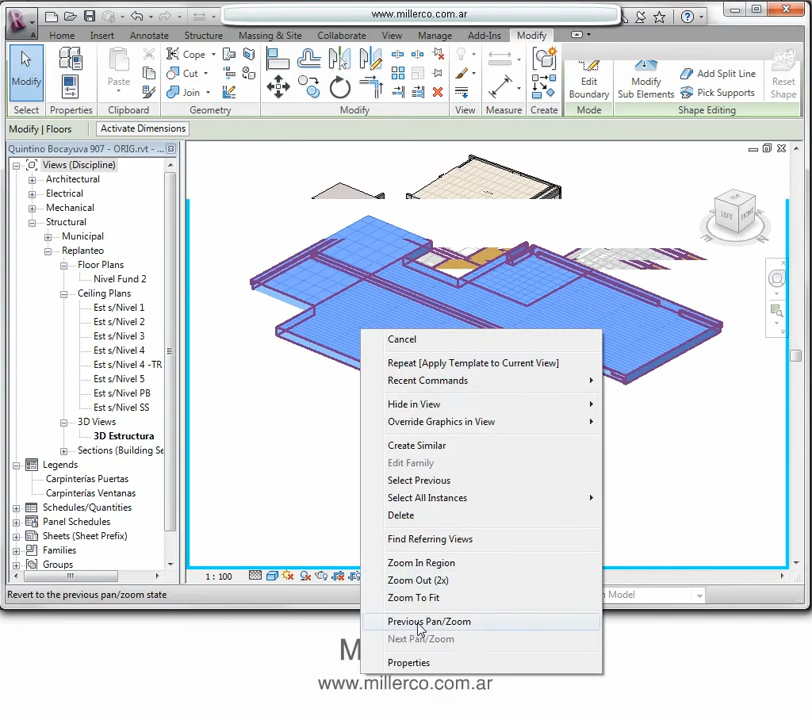 www.millerco.com.ar
Home Insert Annotate Structure Massing & Site Collaborate View Manage Add-Ins Modify
Modify Paste Cope Cut Join Edit Boundary Modify Sub Elements Add Split Line Pick Supports Reset Shape
Select Properties Clipboard Geometry Modify View Measure Create Mode Shape Editing
Modify | Floors Activate Dimensions
Quintino Bocayuva 907 - ORIG.rvt - ...
Views (Discipline)
Architectural
Electrical
Mechanical
Structural
Municipal
Replanteo
Floor Plans
Nivel Fund 2
Ceiling Plans
Est s/Nivel 1
Est s/Nivel 2
Est s/Nivel 3
Est s/Nivel 4
Est s/Nivel 4 -TR
Est s/Nivel 5
Est s/Nivel PB
Est s/Nivel SS
3D Views
3D Estructura
Sections (Building Se
Legends
Carpinterías Puertas
Carpinterías Ventanas
Schedules/Quantities
Panel Schedules
Sheets (Sheet Prefix)
Families
Groups
LEFT FRONT
Cancel
Repeat [Apply Template to Current View]
Recent Commands
Hide in View
Override Graphics in View
Create Similar
Edit Family
Select Previous
Select All Instances
Delete
Find Referring Views
Zoom In Region
Zoom Out (2x)
Zoom To Fit
Previous Pan/Zoom
Next Pan/Zoom
Properties
1 : 100
Revert to the previous pan/zoom state
n Model
M
www.millerco.com.ar